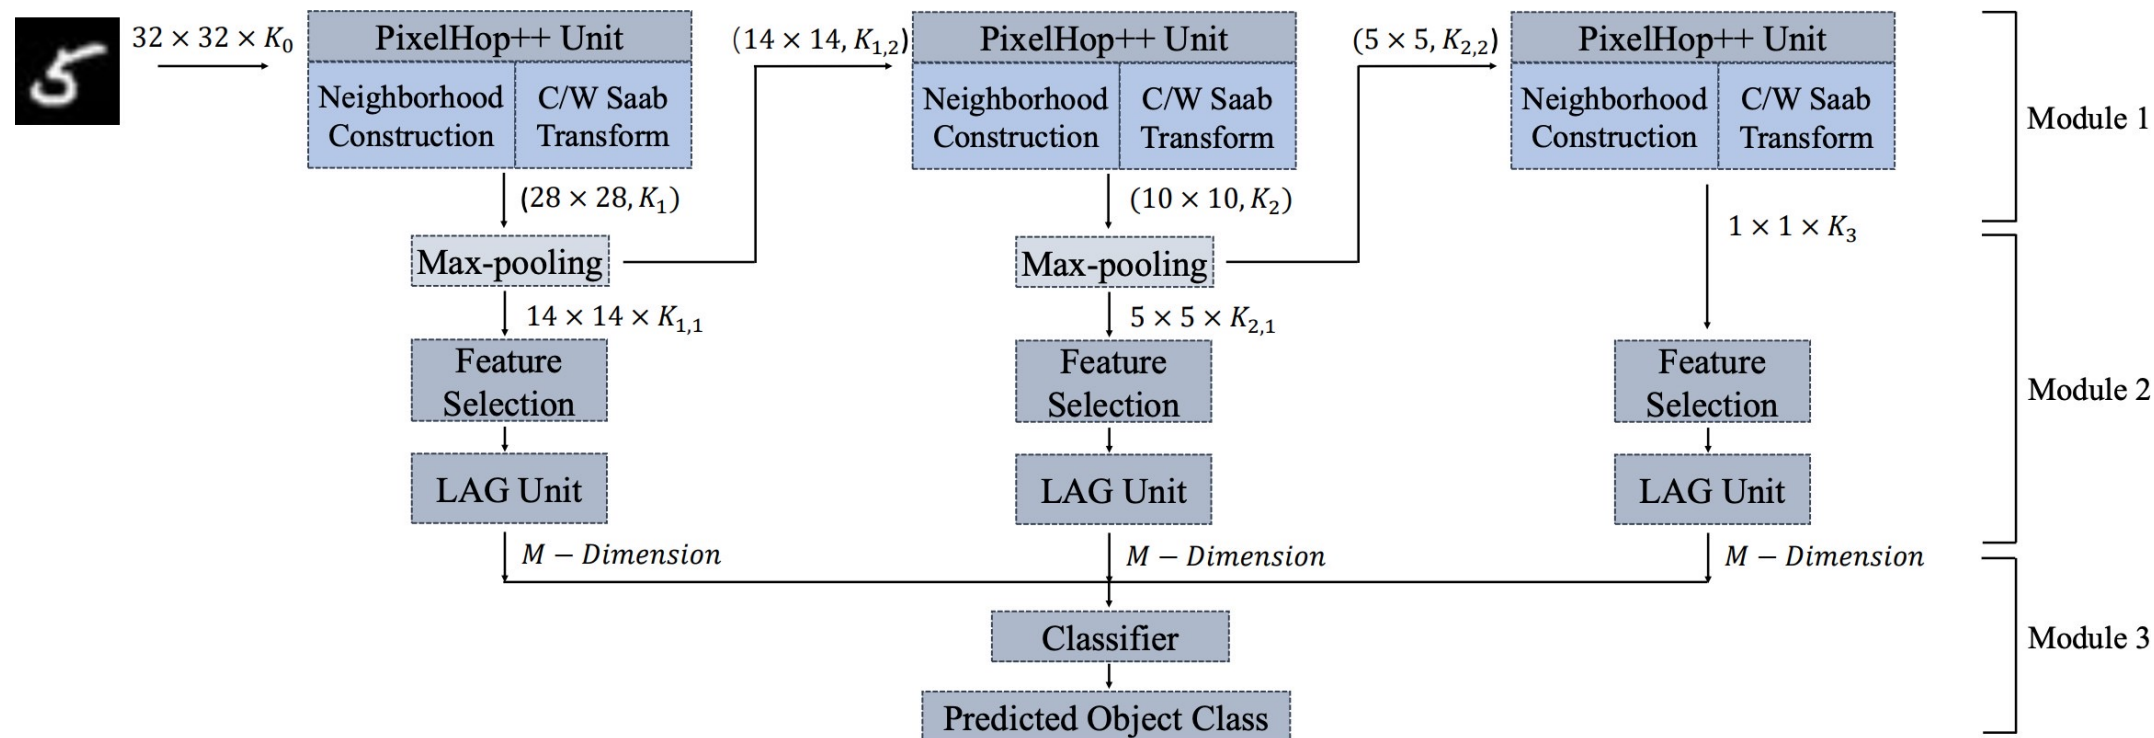 32 × 32 × K₀
PixelHop++ Unit
Neighborhood
Construction
C/W Saab
Transform
(14 × 14, K₁,₂)
PixelHop++ Unit
Neighborhood
Construction
C/W Saab
Transform
(5 × 5, K₂,₂)
PixelHop++ Unit
Neighborhood
Construction
C/W Saab
Transform
Module 1
(28 × 28, K₁)
(10 × 10, K₂)
1 × 1 × K₃
Max-pooling
Max-pooling
14 × 14 × K₁,₁
5 × 5 × K₂,₁
Feature
Selection
Feature
Selection
Feature
Selection
Module 2
LAG Unit
LAG Unit
LAG Unit
M − Dimension
M − Dimension
M − Dimension
Classifier
Module 3
Predicted Object Class
5